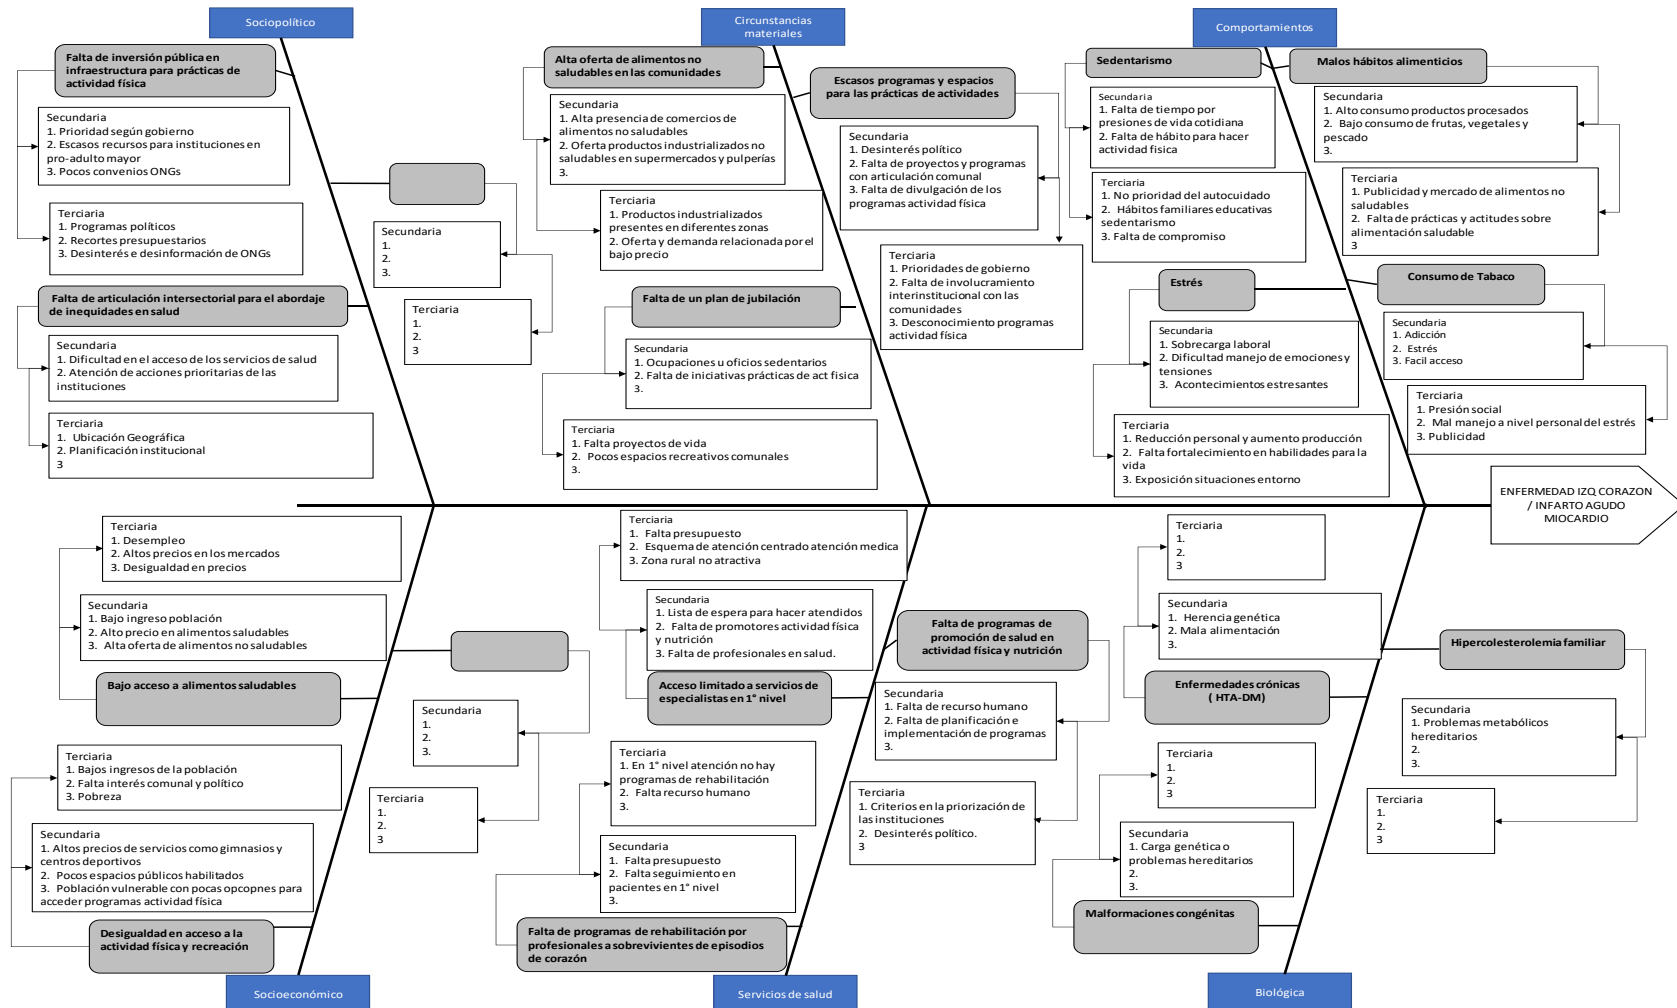 Sociopolítico
Falta de inversión pública en
infraestructura para prácticas de
actividad física
Secundaria
1. Prioridad según gobierno
2. Escasos recursos para instituciones en
pro-adulto mayor
3. Pocos convenios ONGs
Terciaria
1. Programas políticos
2. Recortes presupuestarios
3. Desinterés e desinformación de ONGs
Secundaria
1.
2.
3.
Terciaria
1.
2.
3
Falta de articulación intersectorial para el abordaje
de inequidades en salud
Secundaria
1. Dificultad en el acceso de los servicios de salud
2. Atención de acciones prioritarias de las
instituciones
Terciaria
1. Ubicación Geográfica
2. Planificación institucional
3
Circunstancias
materiales
Alta oferta de alimentos no
saludables en las comunidades
Secundaria
1. Alta presencia de comercios de
alimentos no saludables
2. Oferta productos industrializados no
saludables en supermercados y pulperías
3.
Terciaria
1. Productos industrializados
presentes en diferentes zonas
2. Oferta y demanda relacionada por el
bajo precio
Escasos programas y espacios
para las prácticas de actividades
Secundaria
1. Desinterés político
2. Falta de proyectos y programas
con articulación comunal
3. Falta de divulgación de los
programas actividad física
Terciaria
1. Prioridades de gobierno
2. Falta de involucramiento
interinstitucional con las
comunidades
3. Desconocimiento programas
actividad física
Falta de un plan de jubilación
Secundaria
1. Ocupaciones u oficios sedentarios
2. Falta de iniciativas prácticas de act fisica
3.
Terciaria
1. Falta proyectos de vida
2. Pocos espacios recreativos comunales
3.
Comportamientos
Sedentarismo
Secundaria
1. Falta de tiempo por
presiones de vida cotidiana
2. Falta de hábito para hacer
actividad fisica
Terciaria
1. No prioridad del autocuidado
2. Hábitos familiares educativas
sedentarismo
3. Falta de compromiso
Malos hábitos alimenticios
Secundaria
1. Alto consumo productos procesados
2. Bajo consumo de frutas, vegetales y
pescado
3.
Terciaria
1. Publicidad y mercado de alimentos no
saludables
2. Falta de prácticas y actitudes sobre
alimentación saludable
3
Estrés
Secundaria
1. Sobrecarga laboral
2. Dificultad manejo de emociones y
tensiones
3. Acontecimientos estresantes
Terciaria
1. Reducción personal y aumento producción
2. Falta fortalecimiento en habilidades para la
vida
3. Exposición situaciones entorno
Consumo de Tabaco
Secundaria
1. Adicción
2. Estrés
3. Facil acceso
Terciaria
1. Presión social
2. Mal manejo a nivel personal del estrés
3. Publicidad
ENFERMEDAD IZQ CORAZON
/ INFARTO AGUDO
MIOCARDIO
Terciaria
1. Desempleo
2. Altos precios en los mercados
3. Desigualdad en precios
Secundaria
1. Bajo ingreso población
2. Alto precio en alimentos saludables
3. Alta oferta de alimentos no saludables
Bajo acceso a alimentos saludables
Secundaria
1.
2.
3.
Terciaria
1.
2.
3
Terciaria
1. Bajos ingresos de la población
2. Falta interés comunal y político
3. Pobreza
Secundaria
1. Altos precios de servicios como gimnasios y
centros deportivos
2. Pocos espacios públicos habilitados
3. Población vulnerable con pocas opcopnes para
acceder programas actividad física
Desigualdad en acceso a la
actividad física y recreación
Socioeconómico
Terciaria
1. Falta presupuesto
2. Esquema de atención centrado atención medica
3. Zona rural no atractiva
Secundaria
1. Lista de espera para hacer atendidos
2. Falta de promotores actividad física
y nutrición
3. Falta de profesionales en salud.
Acceso limitado a servicios de
especialistas en 1° nivel
Falta de programas de
promoción de salud en
actividad física y nutrición
Secundaria
1. Falta de recurso humano
2. Falta de planificación e
implementación de programas
3.
Terciaria
1. Criterios en la priorización de
las instituciones
2. Desinterés político.
3
Terciaria
1. En 1° nivel atención no hay
programas de rehabilitación
2. Falta recurso humano
3.
Secundaria
1. Falta presupuesto
2. Falta seguimiento en
pacientes en 1° nivel
3.
Falta de programas de rehabilitación por
profesionales a sobrevivientes de episodios
de corazón
Servicios de salud
Terciaria
1.
2.
3
Secundaria
1. Herencia genética
2. Mala alimentación
3.
Enfermedades crónicas
( HTA-DM)
Hipercolesterolemia familiar
Secundaria
1. Problemas metabólicos
hereditarios
2.
3.
Terciaria
1.
2.
3
Terciaria
1.
2.
3
Secundaria
1. Carga genética o
problemas hereditarios
2.
3.
Malformaciones congénitas
Biológica